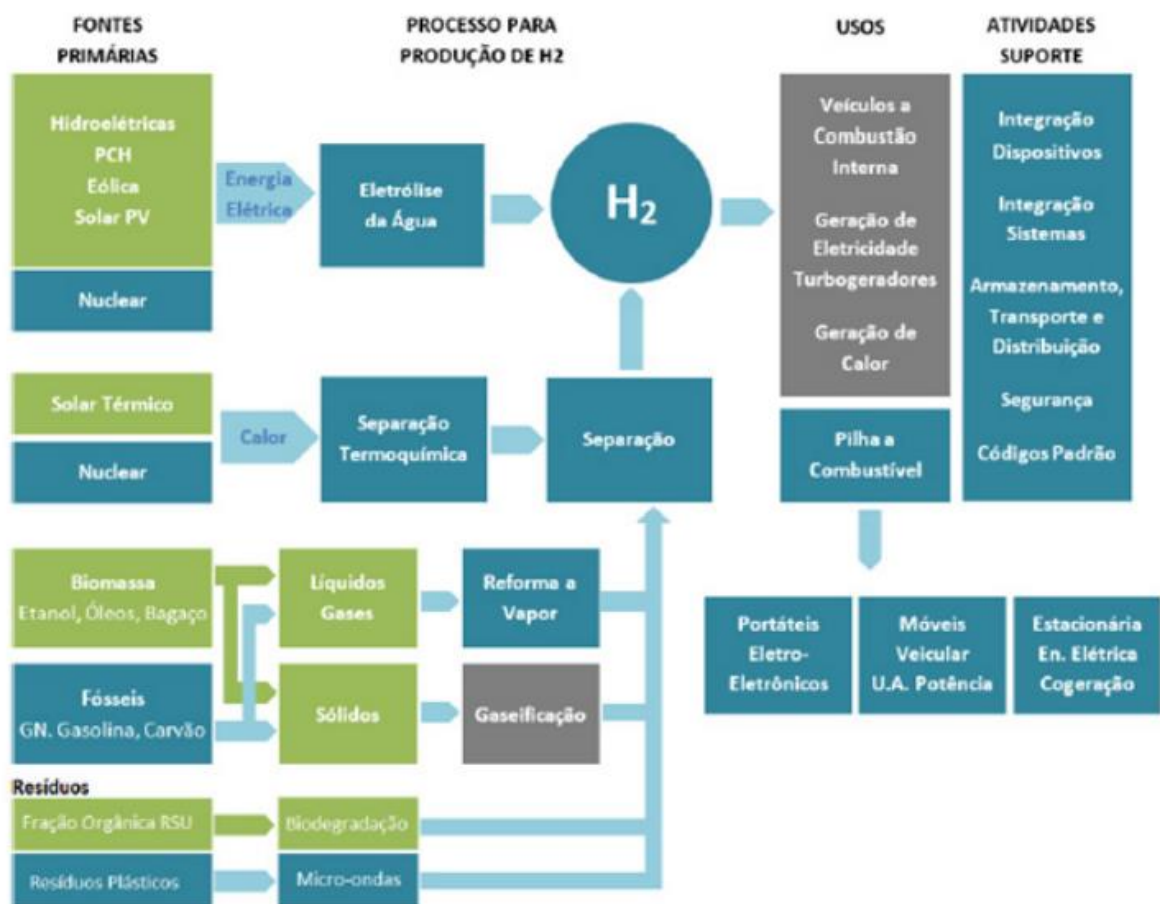 FONTES
PRIMÁRIAS
PROCESSO PARA
PRODUÇÃO DE H2
USOS
ATIVIDADES
SUPORTE
Hidroelétricas
PCH
Eólica
Solar PV
Nuclear
Energia
Elétrica
Eletrólise
da Água
H₂
Veículos a
Combustão
Interna
Geração de
Eletricidade
Turbogeradores
Geração de
Calor
Pilha a
Combustível
Integração
Dispositivos
Integração
Sistemas
Armazenamento,
Transporte e
Distribuição
Segurança
Códigos Padrão
Solar Térmico
Nuclear
Calor
Separação
Termoquímica
Separação
Biomassa
Etanol, Óleos, Bagaço
Líquidos
Gases
Reforma a
Vapor
Fósseis
GN. Gasolina, Carvão
Sólidos
Gaseificação
Portáteis
Eletro-
Eletrônicos
Móveis
Veicular
U.A. Potência
Estacionária
En. Elétrica
Cogeração
Resíduos
Fração Orgânica RSU
Biodegradação
Resíduos Plásticos
Micro-ondas